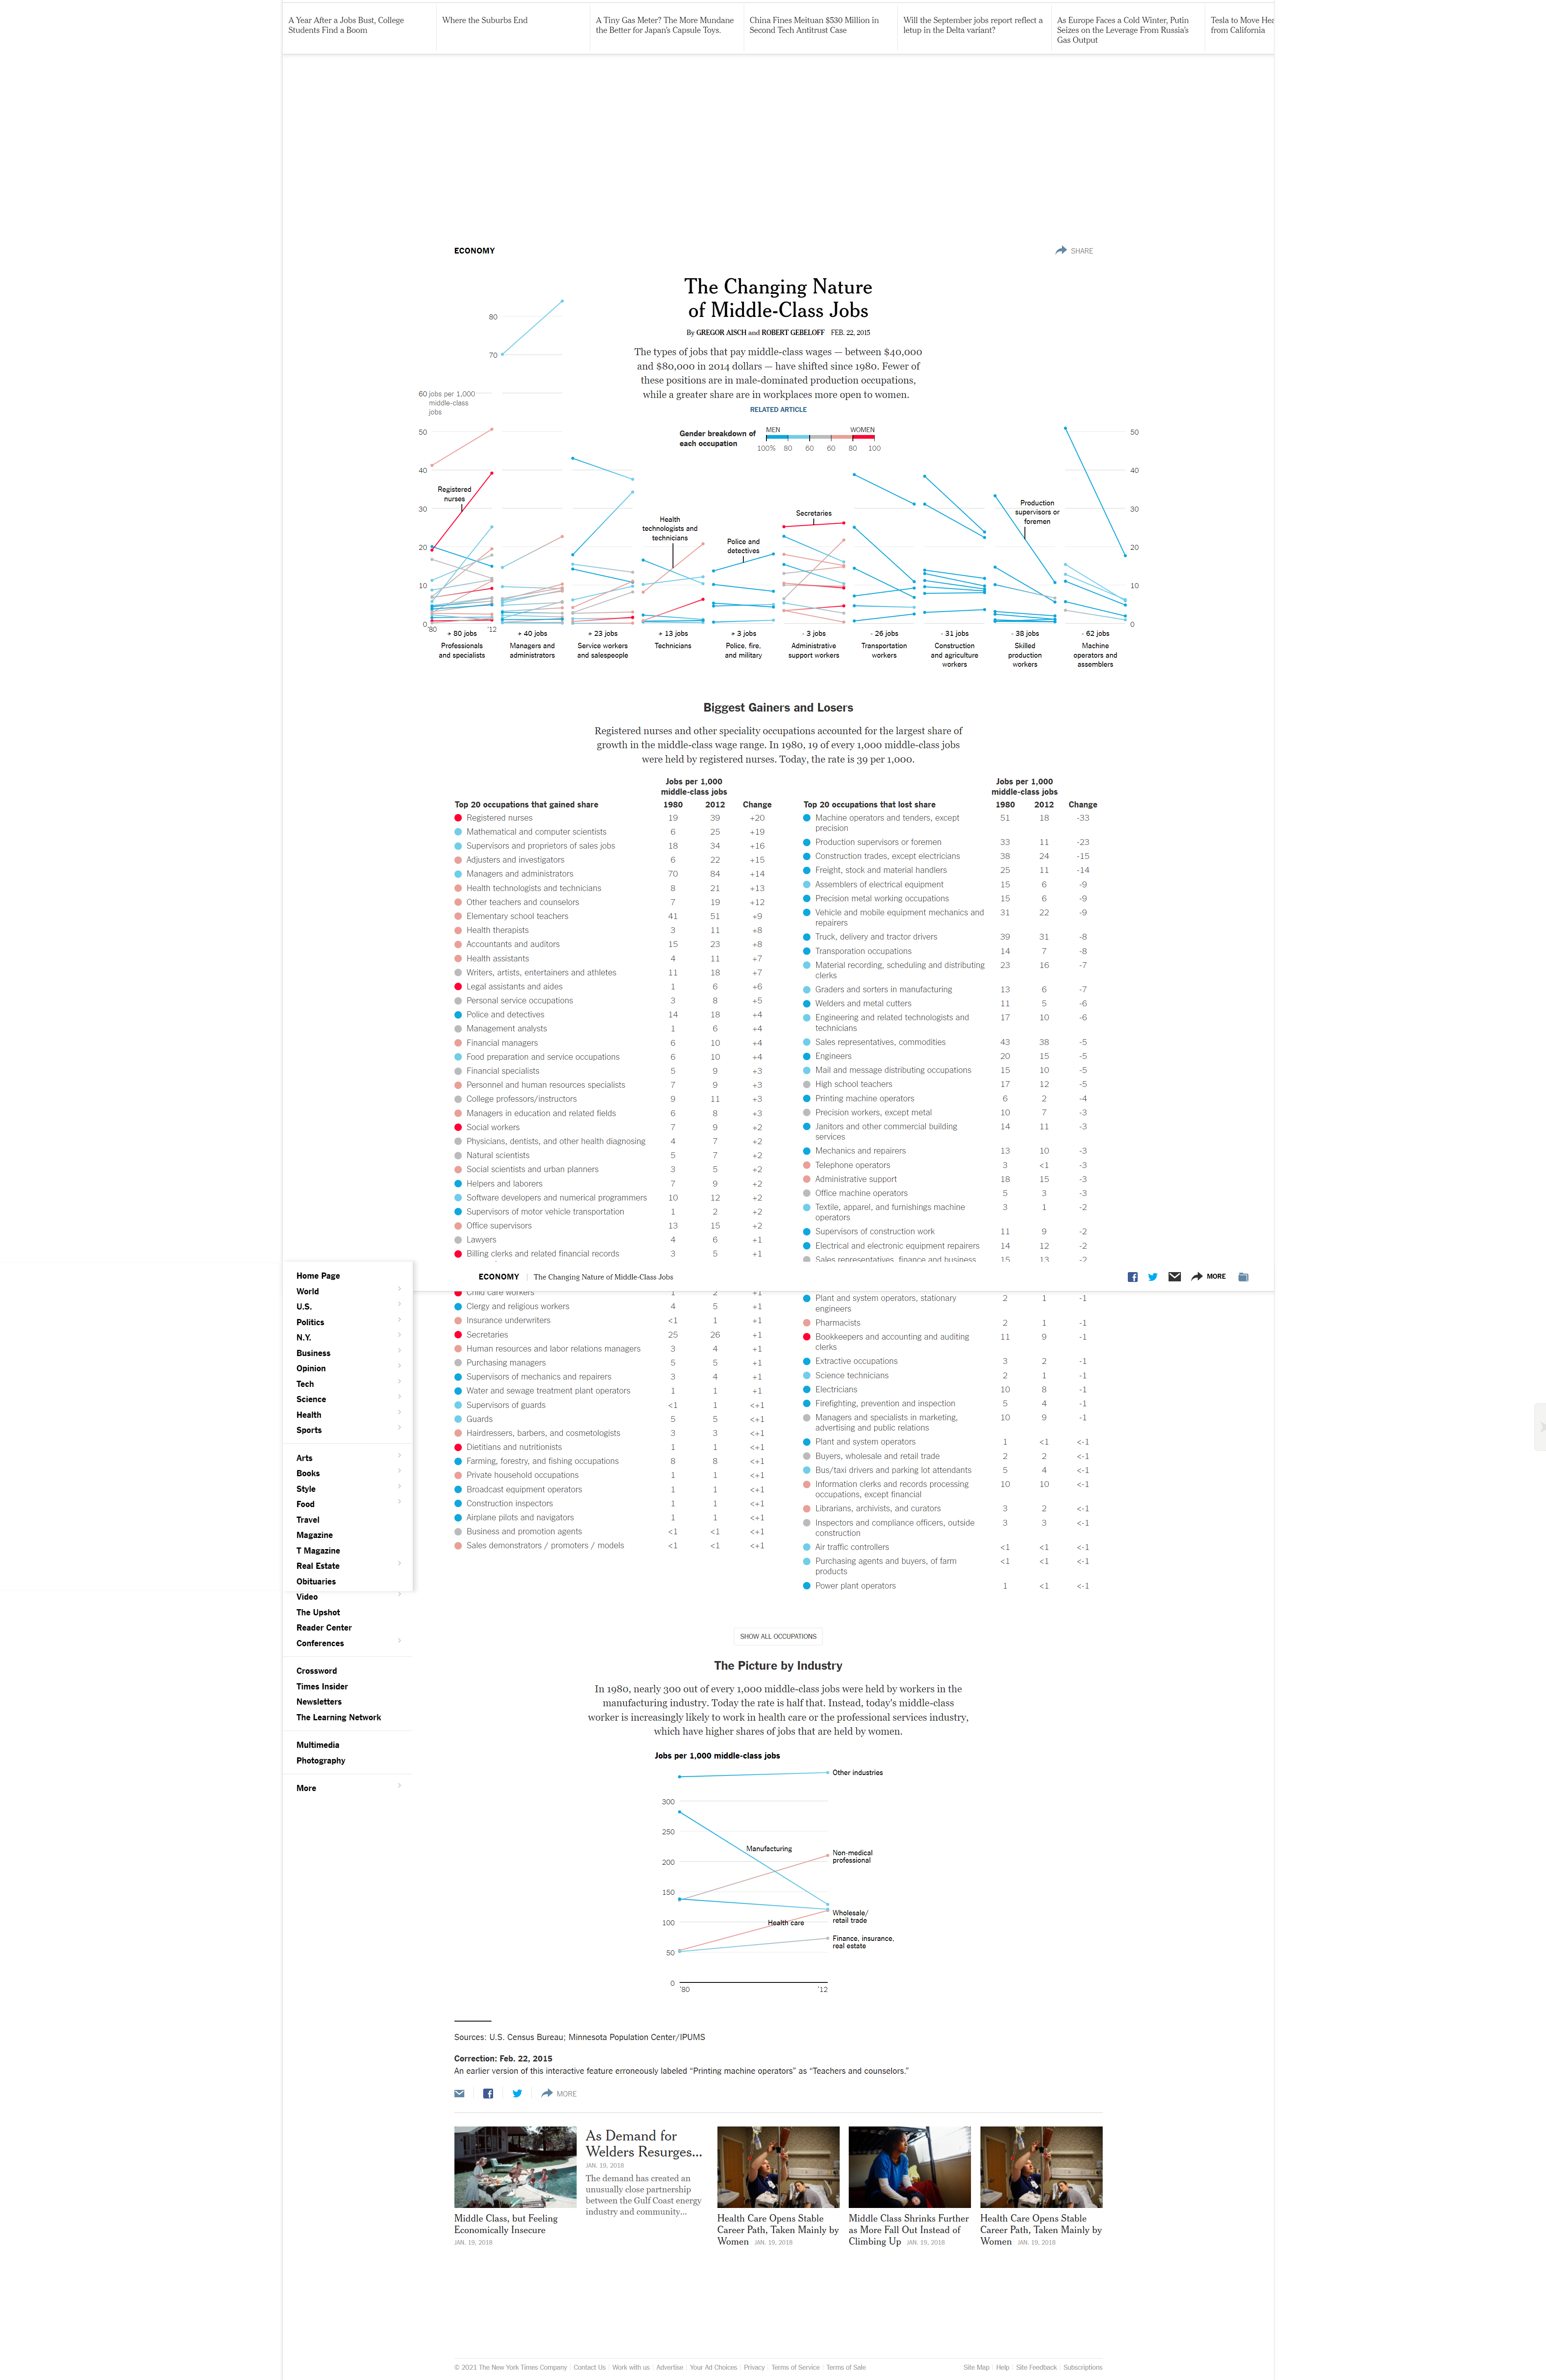 A Year After a Jobs Bust, College
Students Find a Boom
Where the Suburbs End
A Tiny Gas Meter? The More Mundane
the Better for Japan's Capsule Toys.
China Fines Meituan $530 Million in
Second Tech Antitrust Case
Will the September jobs report reflect a
letup in the Delta variant?
As Europe Faces a Cold Winter, Putin
Seizes on the Leverage From Russia's
Gas Output
Tesla to Move Hea
from California
ECONOMY
SHARE
The Changing Nature
of Middle-Class Jobs
By GREGOR AISCH and ROBERT GEBELOFF FEB. 22, 2015
The types of jobs that pay middle-class wages — between $40,000
and $80,000 in 2014 dollars — have shifted since 1980. Fewer of
these positions are in male-dominated production occupations,
while a greater share are in workplaces more open to women.
RELATED ARTICLE
Gender breakdown of
each occupation
MEN WOMEN
100% 80 60 60 80 100
80
70
60 jobs per 1,000
middle-class
jobs
50 50
40 40
30 30
20 20
10 10
0 0
Registered
nurses
Health
technologists and
technicians
Police and
detectives
Secretaries
Production
supervisors or
foremen
'80 '12
+ 80 jobs
Professionals
and specialists
+ 40 jobs
Managers and
administrators
+ 23 jobs
Service workers
and salespeople
+ 13 jobs
Technicians
+ 3 jobs
Police, fire,
and military
- 3 jobs
Administrative
support workers
- 26 jobs
Transportation
workers
- 31 jobs
Construction
and agriculture
workers
- 38 jobs
Skilled
production
workers
- 62 jobs
Machine
operators and
assemblers
Biggest Gainers and Losers
Registered nurses and other speciality occupations accounted for the largest share of
growth in the middle-class wage range. In 1980, 19 of every 1,000 middle-class jobs
were held by registered nurses. Today, the rate is 39 per 1,000.
Jobs per 1,000
middle-class jobs
Top 20 occupations that gained share 1980 2012 Change
Registered nurses 19 39 +20
Mathematical and computer scientists 6 25 +19
Supervisors and proprietors of sales jobs 18 34 +16
Adjusters and investigators 6 22 +15
Managers and administrators 70 84 +14
Health technologists and technicians 8 21 +13
Other teachers and counselors 7 19 +12
Elementary school teachers 41 51 +9
Health therapists 3 11 +8
Accountants and auditors 15 23 +8
Health assistants 4 11 +7
Writers, artists, entertainers and athletes 11 18 +7
Legal assistants and aides 1 6 +6
Personal service occupations 3 8 +5
Police and detectives 14 18 +4
Management analysts 1 6 +4
Financial managers 6 10 +4
Food preparation and service occupations 6 10 +4
Financial specialists 5 9 +3
Personnel and human resources specialists 7 9 +3
College professors/instructors 9 11 +3
Managers in education and related fields 6 8 +3
Social workers 7 9 +2
Physicians, dentists, and other health diagnosing 4 7 +2
Natural scientists 5 7 +2
Social scientists and urban planners 3 5 +2
Helpers and laborers 7 9 +2
Software developers and numerical programmers 10 12 +2
Supervisors of motor vehicle transportation 1 2 +2
Office supervisors 13 15 +2
Lawyers 4 6 +1
Billing clerks and related financial records 3 5 +1
Child care workers 1 2 +1
Clergy and religious workers 4 5 +1
Insurance underwriters <1 1 +1
Secretaries 25 26 +1
Human resources and labor relations managers 3 4 +1
Purchasing managers 5 5 +1
Supervisors of mechanics and repairers 3 4 +1
Water and sewage treatment plant operators 1 1 +1
Supervisors of guards <1 1 <+1
Guards 5 5 <+1
Hairdressers, barbers, and cosmetologists 3 3 <+1
Dietitians and nutritionists 1 1 <+1
Farming, forestry, and fishing occupations 8 8 <+1
Private household occupations 1 1 <+1
Broadcast equipment operators 1 1 <+1
Construction inspectors 1 1 <+1
Airplane pilots and navigators 1 1 <+1
Business and promotion agents <1 <1 <+1
Sales demonstrators / promoters / models <1 <1 <+1
Jobs per 1,000
middle-class jobs
Top 20 occupations that lost share 1980 2012 Change
Machine operators and tenders, except
precision 51 18 -33
Production supervisors or foremen 33 11 -23
Construction trades, except electricians 38 24 -15
Freight, stock and material handlers 25 11 -14
Assemblers of electrical equipment 15 6 -9
Precision metal working occupations 15 6 -9
Vehicle and mobile equipment mechanics and
repairers 31 22 -9
Truck, delivery and tractor drivers 39 31 -8
Transporation occupations 14 7 -8
Material recording, scheduling and distributing
clerks 23 16 -7
Graders and sorters in manufacturing 13 6 -7
Welders and metal cutters 11 5 -6
Engineering and related technologists and
technicians 17 10 -6
Sales representatives, commodities 43 38 -5
Engineers 20 15 -5
Mail and message distributing occupations 15 10 -5
High school teachers 17 12 -5
Printing machine operators 6 2 -4
Precision workers, except metal 10 7 -3
Janitors and other commercial building
services 14 11 -3
Mechanics and repairers 13 10 -3
Telephone operators 3 <1 -3
Administrative support 18 15 -3
Office machine operators 5 3 -3
Textile, apparel, and furnishings machine
operators 3 1 -2
Supervisors of construction work 11 9 -2
Electrical and electronic equipment repairers 14 12 -2
Sales representatives, finance and business 15 13 -2
Plant and system operators, stationary
engineers 2 1 -1
Pharmacists 2 1 -1
Bookkeepers and accounting and auditing
clerks 11 9 -1
Extractive occupations 3 2 -1
Science technicians 2 1 -1
Electricians 10 8 -1
Firefighting, prevention and inspection 5 4 -1
Managers and specialists in marketing,
advertising and public relations 10 9 -1
Plant and system operators 1 <1 <-1
Buyers, wholesale and retail trade 2 2 <-1
Bus/taxi drivers and parking lot attendants 5 4 <-1
Information clerks and records processing
occupations, except financial 10 10 <-1
Librarians, archivists, and curators 3 2 <-1
Inspectors and compliance officers, outside
construction 3 3 <-1
Air traffic controllers <1 <1 <-1
Purchasing agents and buyers, of farm
products <1 <1 <-1
Power plant operators 1 <1 <-1
ECONOMY The Changing Nature of Middle-Class Jobs
MORE
Home Page
World
U.S.
Politics
N.Y.
Business
Opinion
Tech
Science
Health
Sports
Arts
Books
Style
Food
Travel
Magazine
T Magazine
Real Estate
Obituaries
Video
The Upshot
Reader Center
Conferences
Crossword
Times Insider
Newsletters
The Learning Network
Multimedia
Photography
More
SHOW ALL OCCUPATIONS
The Picture by Industry
In 1980, nearly 300 out of every 1,000 middle-class jobs were held by workers in the
manufacturing industry. Today the rate is half that. Instead, today's middle-class
worker is increasingly likely to work in health care or the professional services industry,
which have higher shares of jobs that are held by women.
Jobs per 1,000 middle-class jobs
Other industries
300
250
Manufacturing
200
Non-medical
professional
150
Wholesale/
retail trade
100
Health care
Finance, insurance,
real estate
50
0
'80 '12
Sources: U.S. Census Bureau; Minnesota Population Center/IPUMS
Correction: Feb. 22, 2015
An earlier version of this interactive feature erroneously labeled “Printing machine operators” as “Teachers and counselors.”
MORE
Middle Class, but Feeling
Economically Insecure
JAN. 19, 2018
As Demand for
Welders Resurges...
JAN. 19, 2018
The demand has created an
unusually close partnership
between the Gulf Coast energy
industry and community...
Health Care Opens Stable
Career Path, Taken Mainly by
Women JAN. 19, 2018
Middle Class Shrinks Further
as More Fall Out Instead of
Climbing Up JAN. 19, 2018
Health Care Opens Stable
Career Path, Taken Mainly by
Women JAN. 19, 2018
© 2021 The New York Times Company Contact Us Work with us Advertise Your Ad Choices Privacy Terms of Service Terms of Sale
Site Map Help Site Feedback Subscriptions